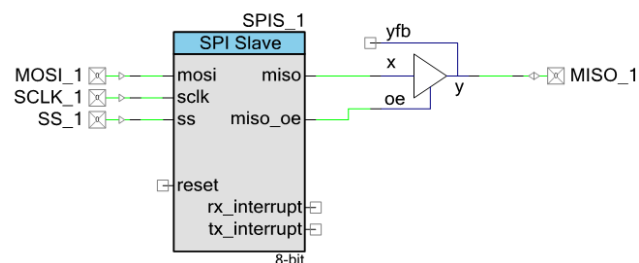 SPIS_1
SPI Slave
yfb
MOSI_1 mosi miso x MISO_1
SCLK_1 sclk oe y
SS_1 ss miso_oe
reset
rx_interrupt
tx_interrupt
8-bit